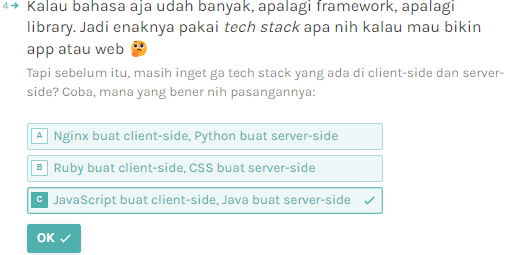 4→ Kalau bahasa aja udah banyak, apalagi framework, apalagi
library. Jadi enaknya pakai tech stack apa nih kalau mau bikin
app atau web 🤔
Tapi sebelum itu, masih inget ga tech stack yang ada di client-side dan server-
side? Coba, mana yang bener nih pasangannya:
A Nginx buat client-side, Python buat server-side
B Ruby buat client-side, CSS buat server-side
C JavaScript buat client-side, Java buat server-side ✓
OK ✓